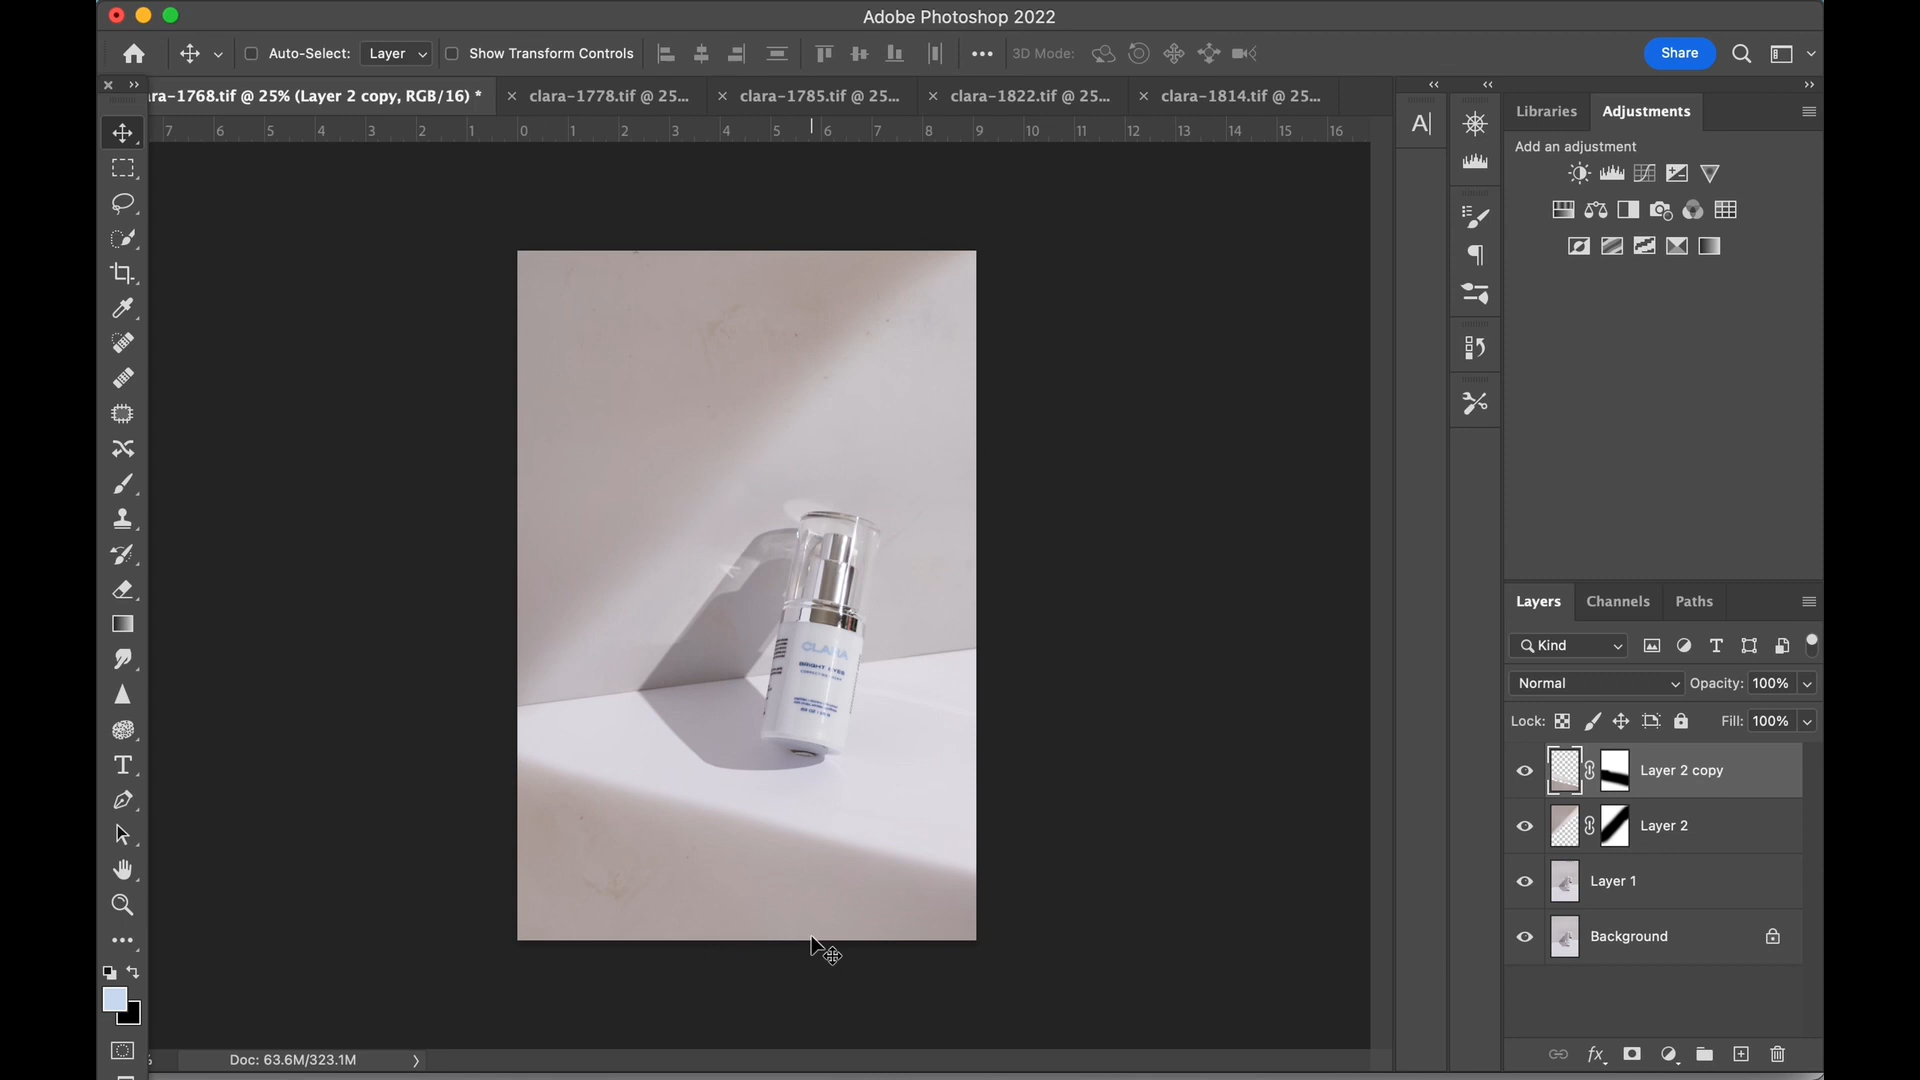 Adobe Photoshop 2022
Auto-Select: Layer Show Transform Controls 3D Mode: Share
ara-1768.tif @ 25% (Layer 2 copy, RGB/16) * clara-1778.tif @ 25... clara-1785.tif @ 25... clara-1822.tif @ 25... clara-1814.tif @ 25...
7 6 5 4 3 2 1 0 1 2 3 4 5 6 7 8 9 10 11 12 13 14 15 16
Libraries Adjustments
Add an adjustment
CLARA
BRIGHT EYES
Layers Channels Paths
Kind
Normal Opacity: 100%
Lock: Fill: 100%
Layer 2 copy
Layer 2
Layer 1
Background
Doc: 63.6M/323.1M